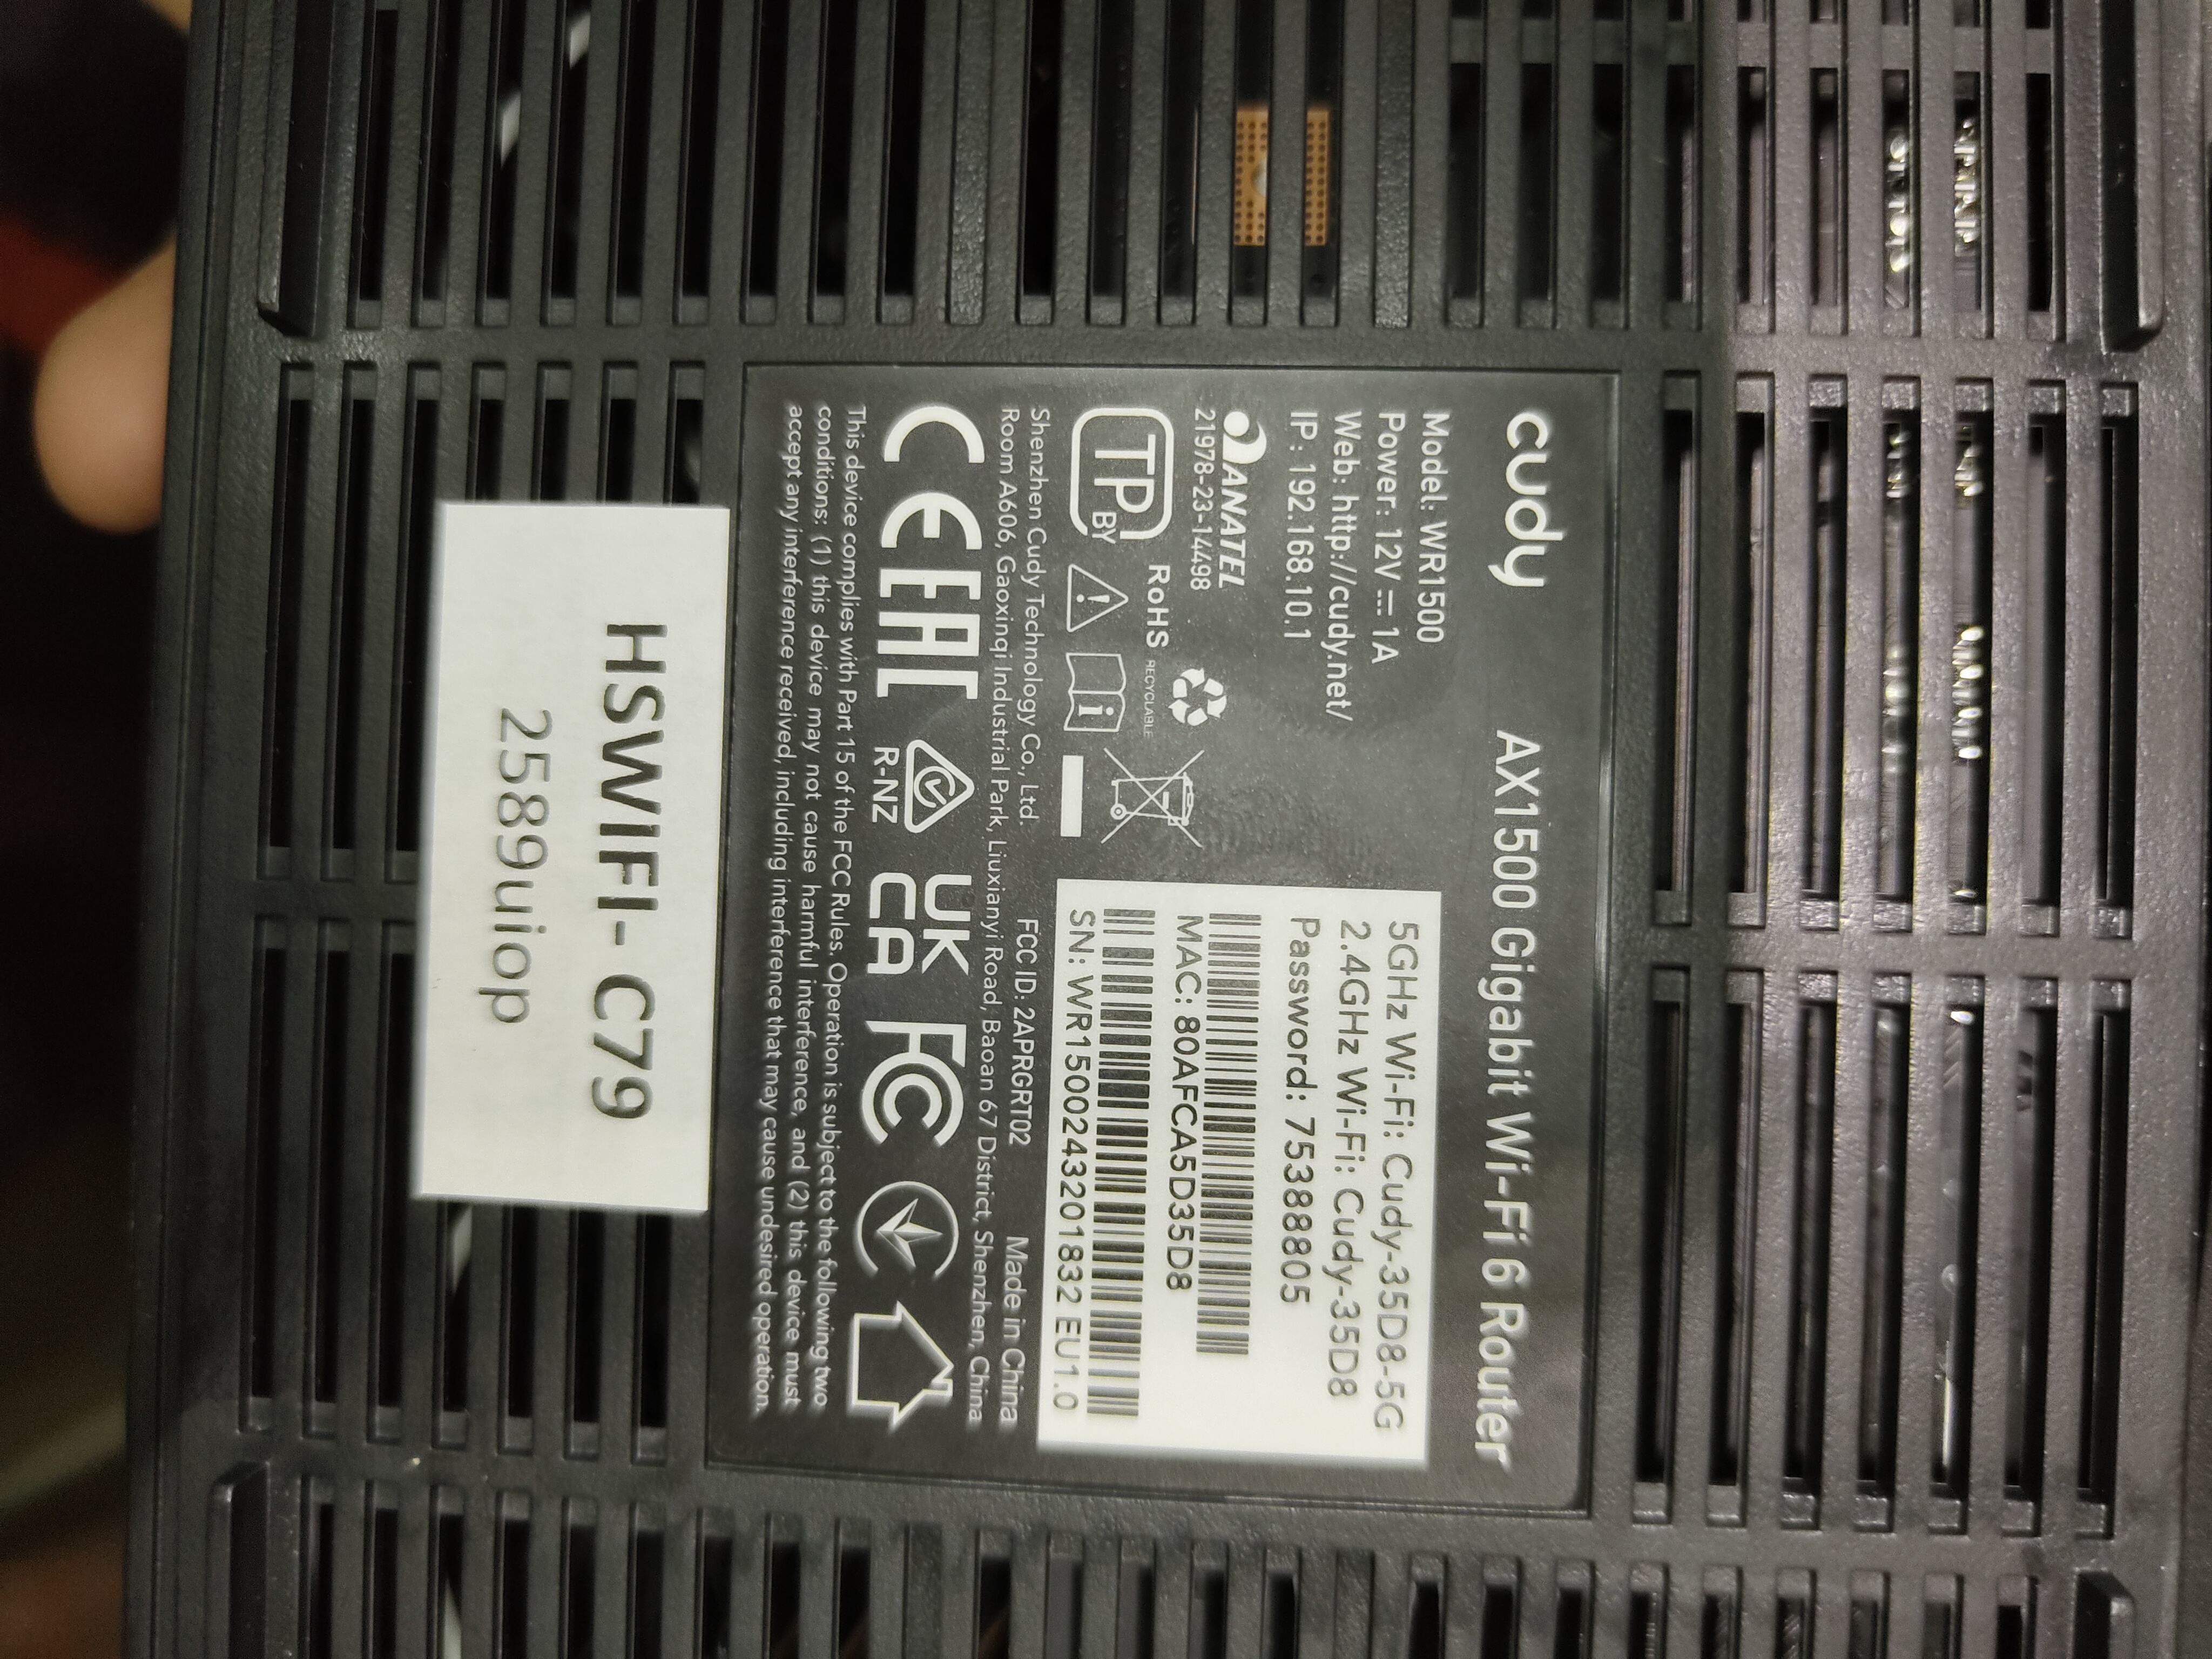 cudy AX1500 Gigabit Wi-Fi 6 Router
Model: WR1500
Power: 12V ⎓ 1A
Web: http://cudy.net/
IP: 192.168.10.1
ANATEL
21978-23-14498
TP BY
RoHS
RECYCLABLE
5GHz Wi-Fi: Cudy-35D8-5G
2.4GHz Wi-Fi: Cudy-35D8
Password: 75388805
MAC: 80AFCA5D35D8
SN: WR1500243201832 EU1.0
Shenzhen Cudy Technology Co., Ltd. FCC ID: 2APRGRT02 Made in China
Room A606, Gaoxinqi Industrial Park, Liuxianyi Road, Baoan 67 District, Shenzhen, China
CE EAC R-NZ UK CA FC
This device complies with Part 15 of the FCC Rules. Operation is subject to the following two
conditions: (1) this device may not cause harmful interference, and (2) this device must
accept any interference received, including interference that may cause undesired operation.
HSWIFI- C79
2589uiop